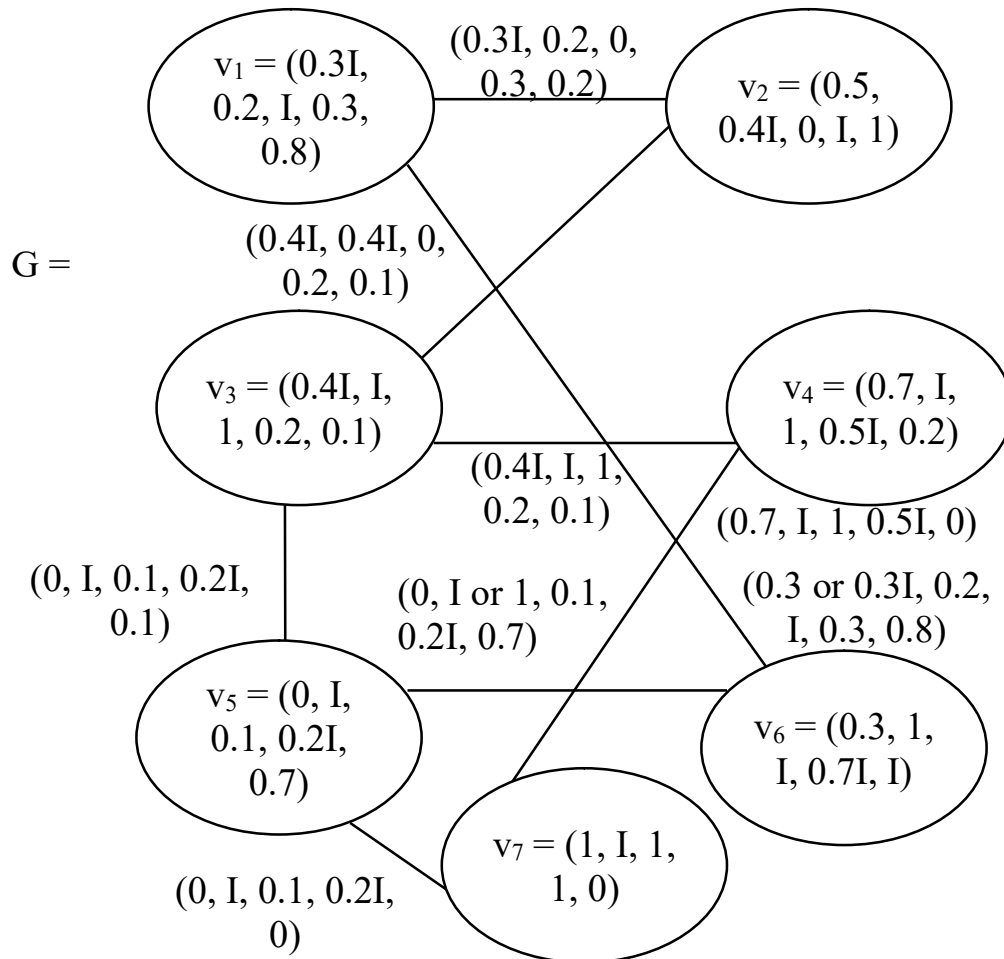 v₁ = (0.3I,
0.2, I, 0.3,
0.8)
(0.3I, 0.2, 0,
0.3, 0.2)
v₂ = (0.5,
0.4I, 0, I, 1)
(0.4I, 0.4I, 0,
0.2, 0.1)
G =
v₃ = (0.4I, I,
1, 0.2, 0.1)
v₄ = (0.7, I,
1, 0.5I, 0.2)
(0.4I, I, 1,
0.2, 0.1)
(0.7, I, 1, 0.5I, 0)
(0, I, 0.1, 0.2I,
0.1)
(0, I or 1, 0.1,
0.2I, 0.7)
(0.3 or 0.3I, 0.2,
I, 0.3, 0.8)
v₅ = (0, I,
0.1, 0.2I,
0.7)
v₆ = (0.3, 1,
I, 0.7I, I)
v₇ = (1, I, 1,
1, 0)
(0, I, 0.1, 0.2I,
0)